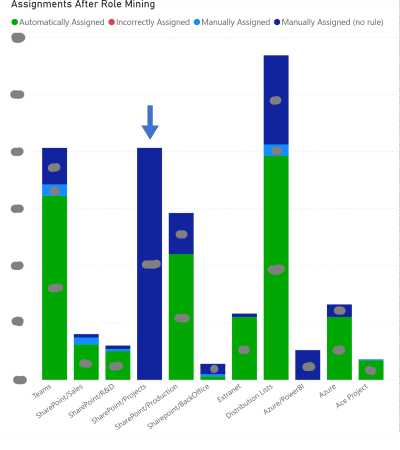 Assignments After Role Mining
Automatically Assigned Incorrectly Assigned Manually Assigned Manually Assigned (no rule)
Teams
SharePoint/Sales
SharePoint/R&D
SharePoint/Projects
SharePoint/Production
Sharepoint/BackOffice
Extranet
Distribution Lists
Azure/PowerBI
Azure
Ace Project